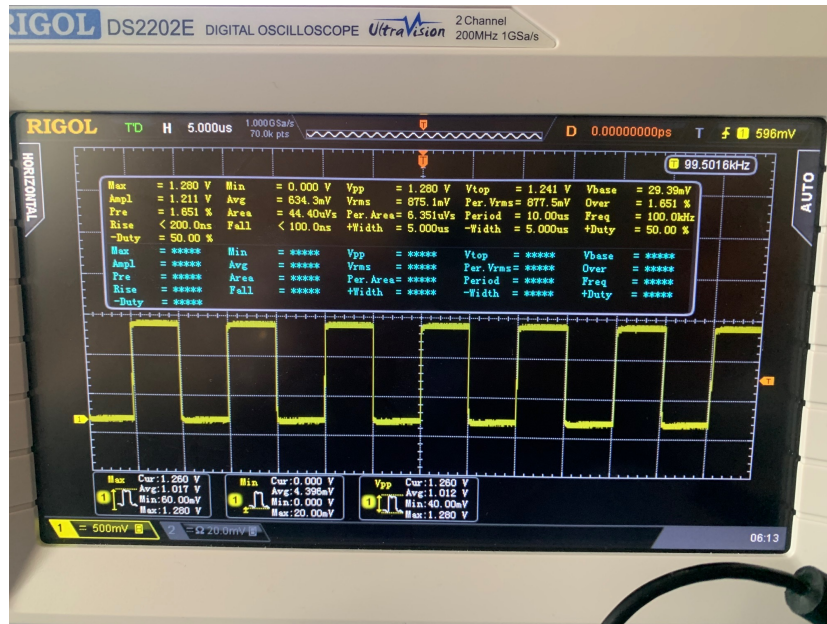 RIGOL DS2202E DIGITAL OSCILLOSCOPE UltraVision 2 Channel
200MHz 1GSa/s
RIGOL T'D H 5.000us 1.000GSa/s
70.0k pts D 0.00000000ps T f 1 596mV
HORIZONTAL
AUTO
T 99.5016kHz
Max = 1.280 V Min = 0.000 V Vpp = 1.280 V Vtop = 1.241 V Vbase = 29.39mV
Ampl = 1.211 V Avg = 634.3mV Vrms = 875.1mV Per.Vrms= 877.5mV Over = 1.651 %
Pre = 1.651 % Area = 44.40uVs Per.Area= 6.351uVs Period = 10.00us Freq = 100.0kHz
Rise < 200.0ns Fall < 100.0ns +Width = 5.000us -Width = 5.000us +Duty = 50.00 %
-Duty = 50.00 %
Max = ***** Min = ***** Vpp = ***** Vtop = ***** Vbase = *****
Ampl = ***** Avg = ***** Vrms = ***** Per.Vrms= ***** Over = *****
Pre = ***** Area = ***** Per.Area= ***** Period = ***** Freq = *****
Rise = ***** Fall = ***** +Width = ***** -Width = ***** +Duty = *****
-Duty = *****
Max Cur:1.260 V
1 Avg:1.017 V
Min:60.00mV
Max:1.280 V
Min Cur:0.000 V
1 Avg:4.396mV
Min:0.000 V
Max:20.00mV
Vpp Cur:1.260 V
1 Avg:1.012 V
Min:40.00mV
Max:1.280 V
1 = 500mV B 2 =Ω 20.0mV B
06:13